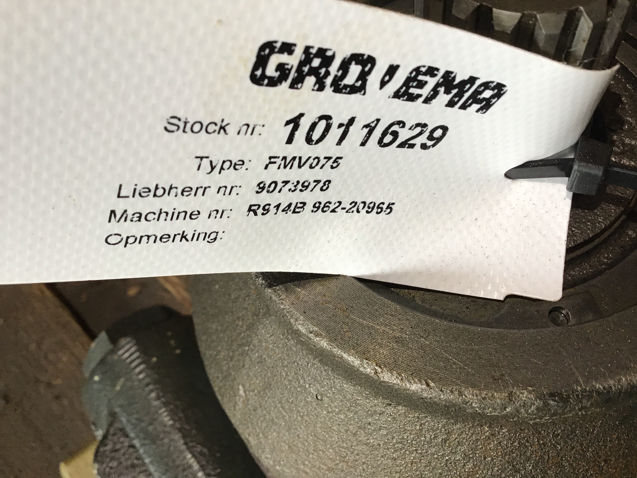 GRO'EMA
Stock nr: 1011629
Type: FMV075
Liebherr nr: 9073978
Machine nr: R914B 962-20965
Opmerking: